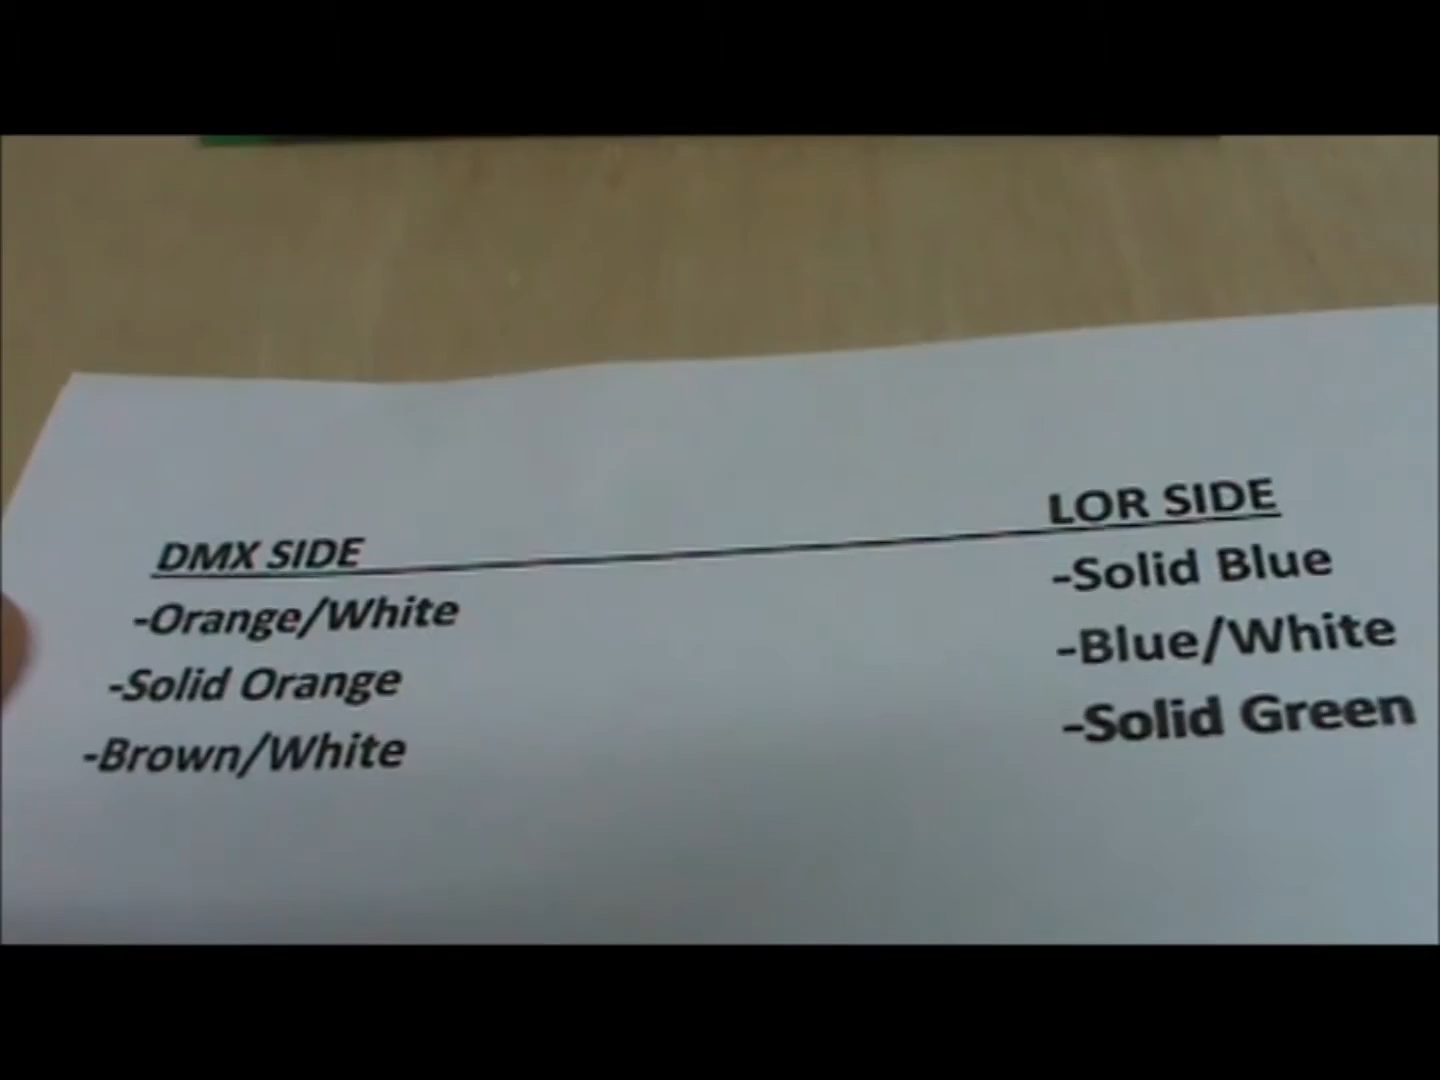 DMX SIDE LOR SIDE
-Orange/White -Solid Blue
-Solid Orange -Blue/White
-Brown/White -Solid Green